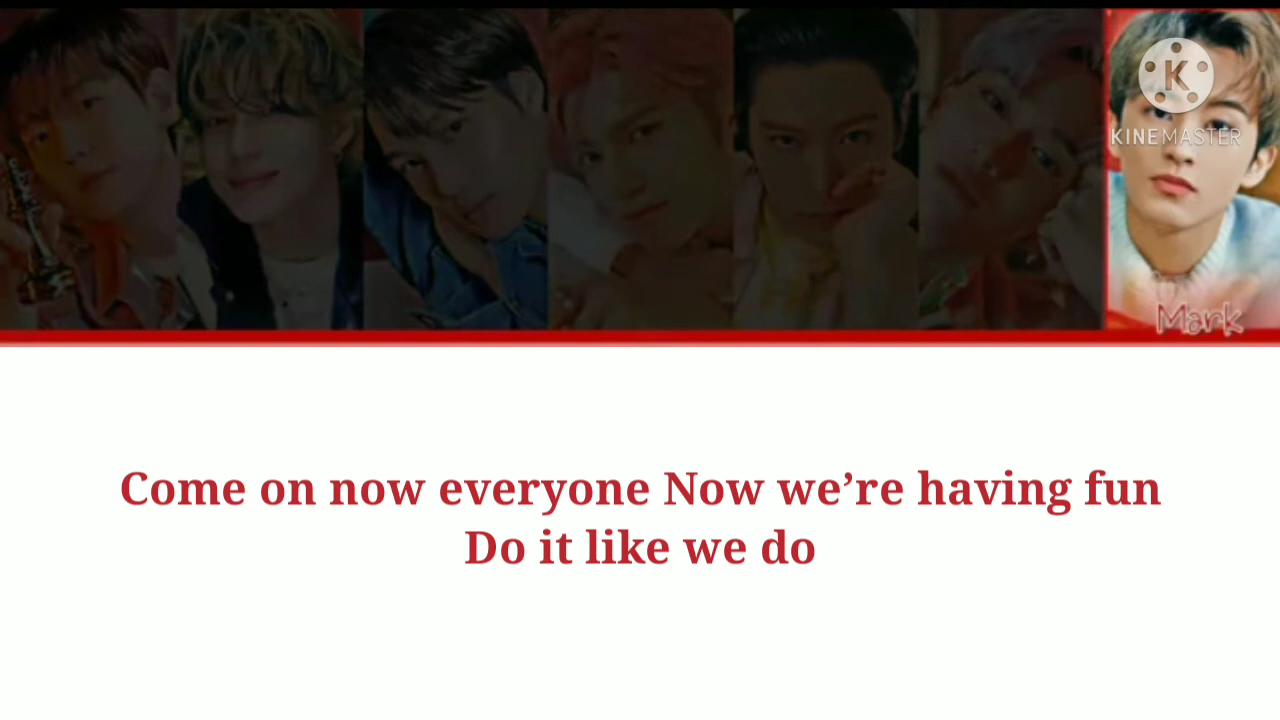 K
KINEMASTER
Mark
Come on now everyone Now we’re having fun
Do it like we do